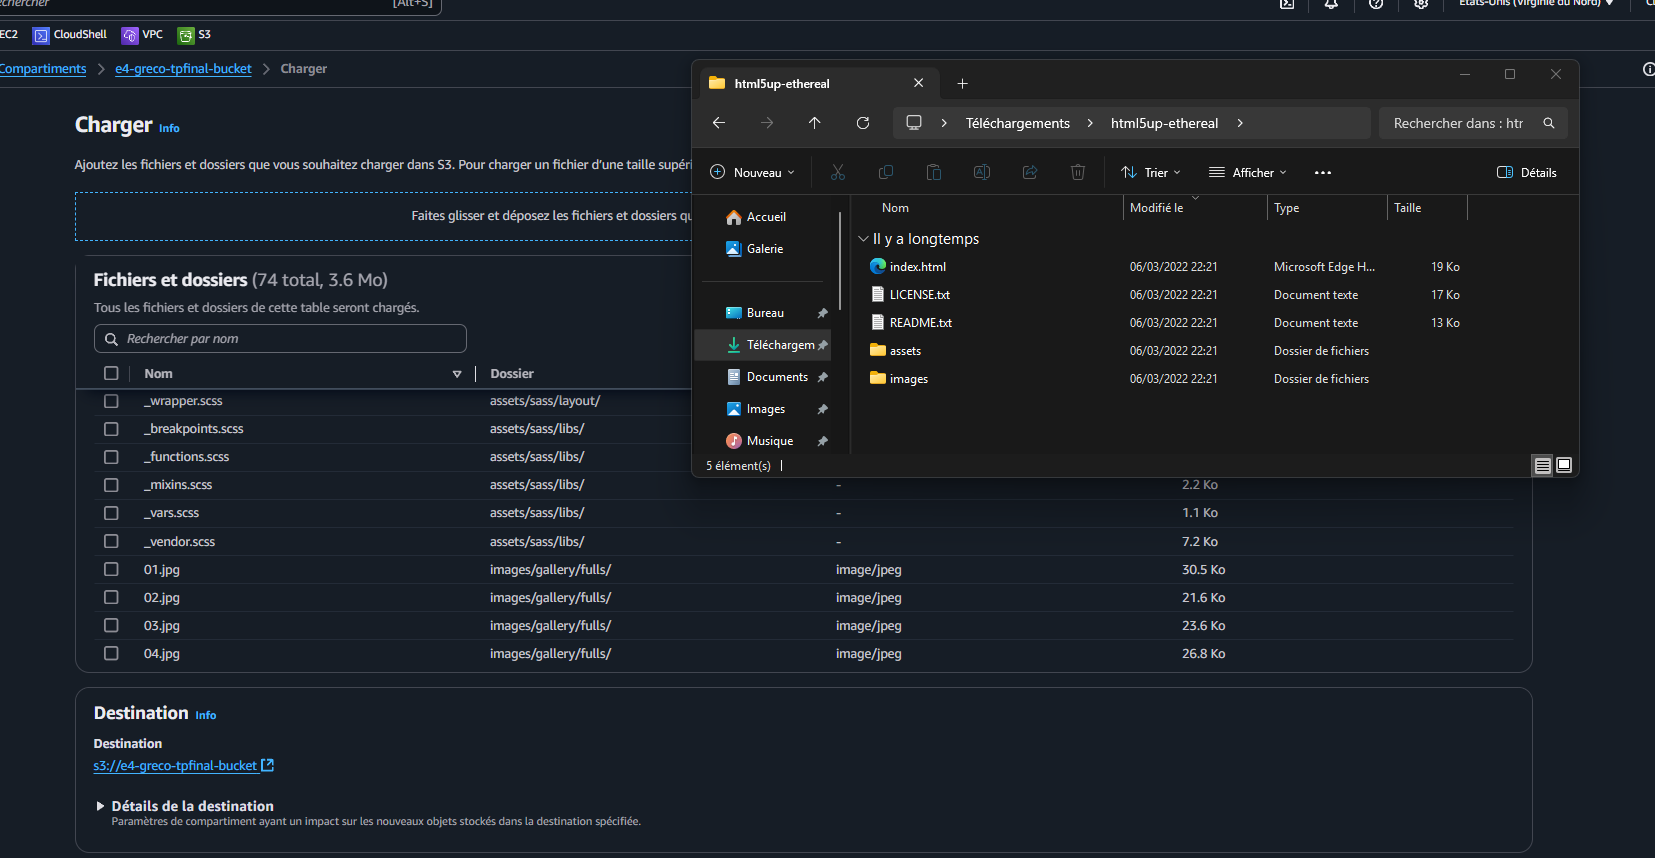 echercher [Alt+S] États-Unis (Virginie du Nord)
EC2 CloudShell VPC S3
Compartiments > e4-greco-tpfinal-bucket > Charger
Charger Info
Ajoutez les fichiers et dossiers que vous souhaitez charger dans S3. Pour charger un fichier d'une taille supéri
Faites glisser et déposez les fichiers et dossiers qu
Fichiers et dossiers (74 total, 3.6 Mo)
Tous les fichiers et dossiers de cette table seront chargés.
Rechercher par nom
Nom Dossier
_wrapper.scss assets/sass/layout/
_breakpoints.scss assets/sass/libs/
_functions.scss assets/sass/libs/
_mixins.scss assets/sass/libs/ - 2.2 Ko
_vars.scss assets/sass/libs/ - 1.1 Ko
_vendor.scss assets/sass/libs/ - 7.2 Ko
01.jpg images/gallery/fulls/ image/jpeg 30.5 Ko
02.jpg images/gallery/fulls/ image/jpeg 21.6 Ko
03.jpg images/gallery/fulls/ image/jpeg 23.6 Ko
04.jpg images/gallery/fulls/ image/jpeg 26.8 Ko
Destination Info
Destination
s3://e4-greco-tpfinal-bucket
Détails de la destination
Paramètres de compartiment ayant un impact sur les nouveaux objets stockés dans la destination spécifiée.
html5up-ethereal
Téléchargements > html5up-ethereal > Rechercher dans : htr
Nouveau Trier Afficher Détails
Accueil
Galerie
Bureau
Téléchargem
Documents
Images
Musique
Nom Modifié le Type Taille
Il y a longtemps
index.html 06/03/2022 22:21 Microsoft Edge H... 19 Ko
LICENSE.txt 06/03/2022 22:21 Document texte 17 Ko
README.txt 06/03/2022 22:21 Document texte 13 Ko
assets 06/03/2022 22:21 Dossier de fichiers
images 06/03/2022 22:21 Dossier de fichiers
5 élément(s)